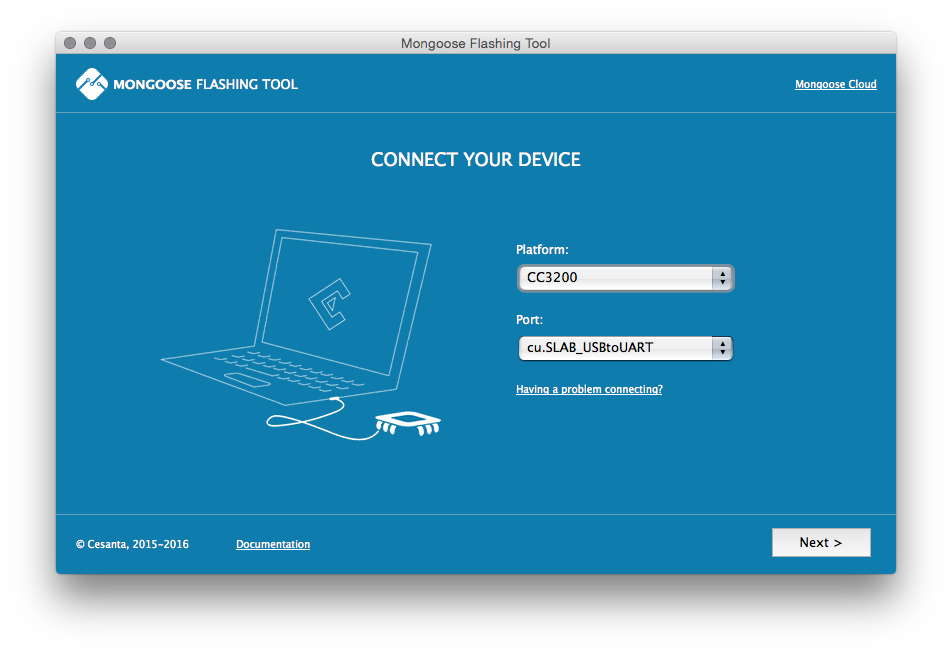 Mongoose Flashing Tool
MONGOOSE FLASHING TOOL
Mongoose Cloud
CONNECT YOUR DEVICE
Platform:
CC3200
Port:
cu.SLAB_USBtoUART
Having a problem connecting?
© Cesanta, 2015-2016
Documentation
Next >